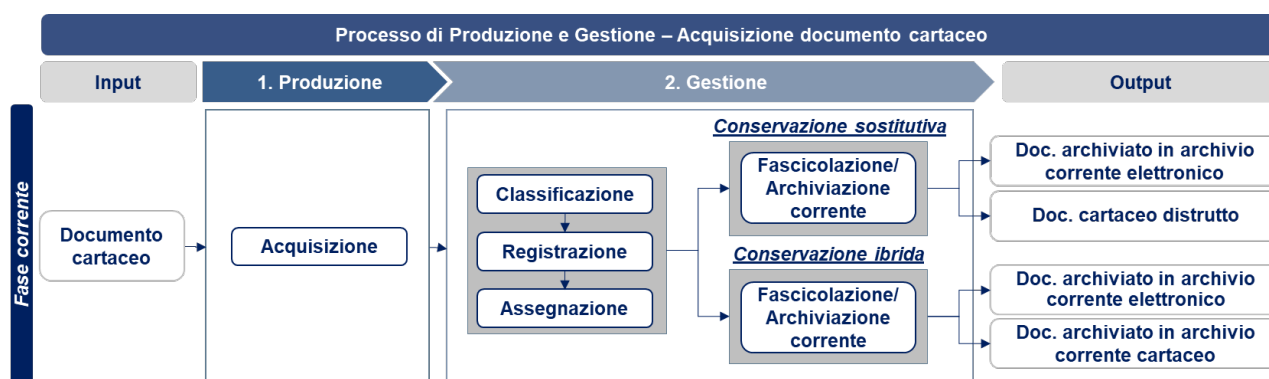 Processo di Produzione e Gestione – Acquisizione documento cartaceo
Input
1. Produzione
2. Gestione
Output
Fase corrente
Documento
cartaceo
Acquisizione
Classificazione
Registrazione
Assegnazione
Conservazione sostitutiva
Fascicolazione/
Archiviazione
corrente
Conservazione ibrida
Fascicolazione/
Archiviazione
corrente
Doc. archiviato in archivio
corrente elettronico
Doc. cartaceo distrutto
Doc. archiviato in archivio
corrente elettronico
Doc. archiviato in archivio
corrente cartaceo